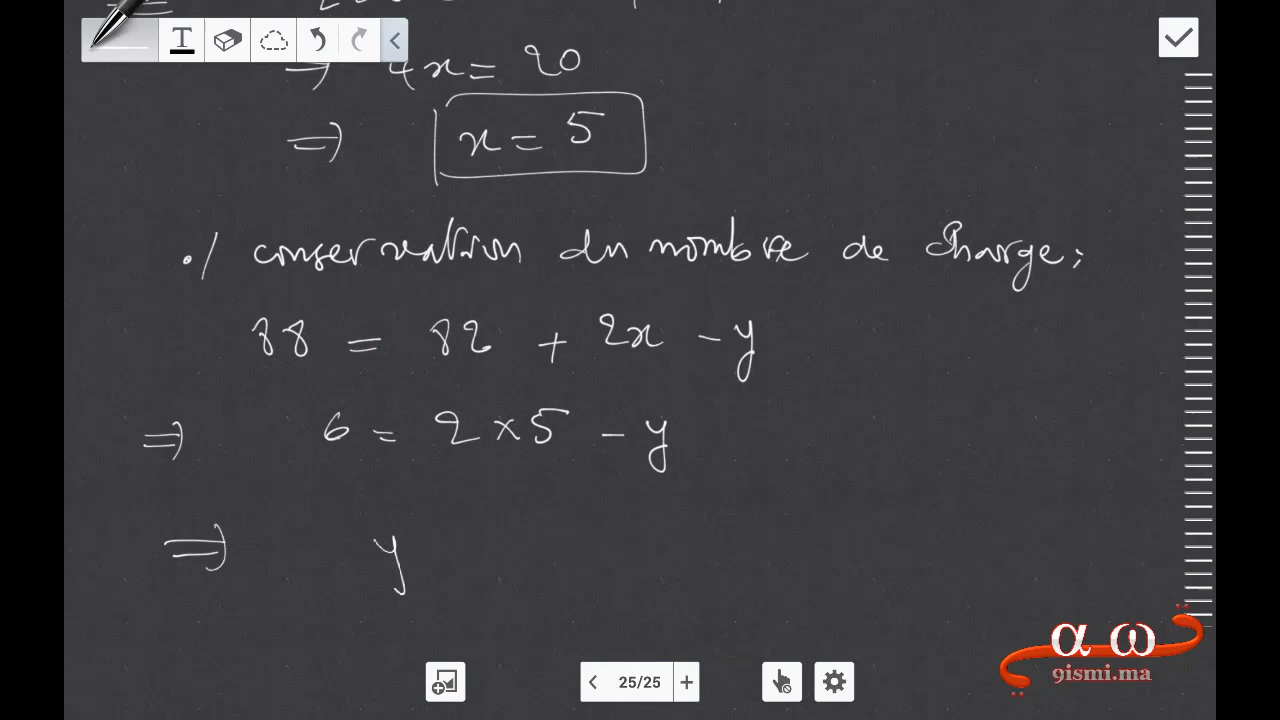 T
⇒ 4x = 20
⇒ x = 5
./ conservation du nombre de charge;
88 = 82 + 2x - y
⇒ 6 = 2 × 5 - y
⇒ y
α ω
9ismi.ma
25/25